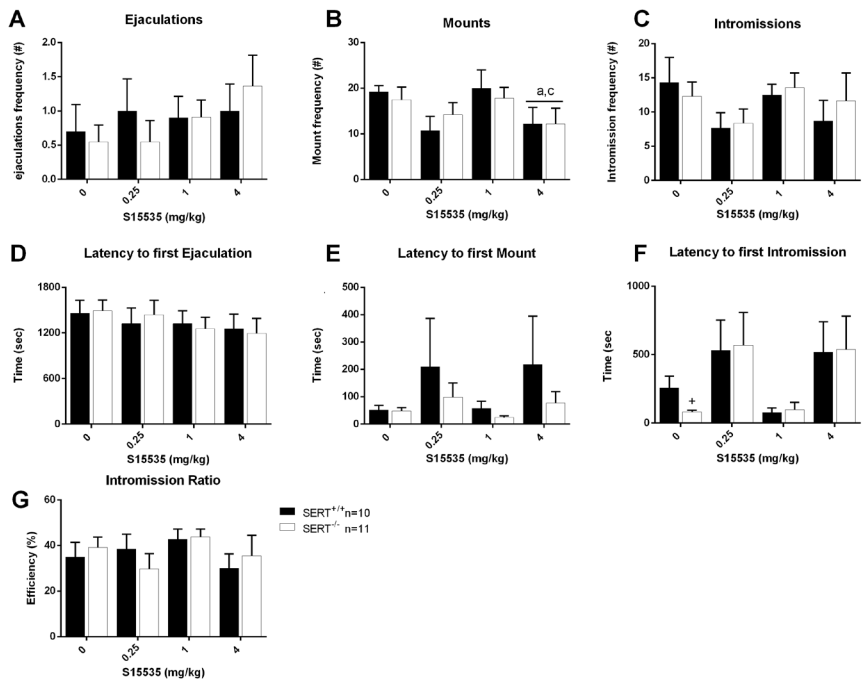 A
Ejaculations
ejaculations frequency (#)
2.0
1.5
1.0
0.5
0.0
0
0.25
1
4
S15535 (mg/kg)
B
Mounts
Mount frequency (#)
30
20
10
0
a,c
0
0.25
1
4
S15535 (mg/kg)
C
Intromissions
Intromission frequency (#)
20
15
10
5
0
0
0.25
1
4
S15535 (mg/kg)
D
Latency to first Ejaculation
Time (sec)
1800
1200
600
0
0
0.25
1
4
S15535 (mg/kg)
E
Latency to first Mount
Time (sec)
500
400
300
200
100
0
0
0.25
1
4
S15535 (mg/kg)
F
Latency to first Intromission
Time (sec
1000
500
0
+
0
0.25
1
4
S15535 (mg/kg)
G
Intromission Ratio
Efficiency (%)
60
40
20
0
0
0.25
1
4
S15535 (mg/kg)
SERT+/+ n=10
SERT-/- n=11